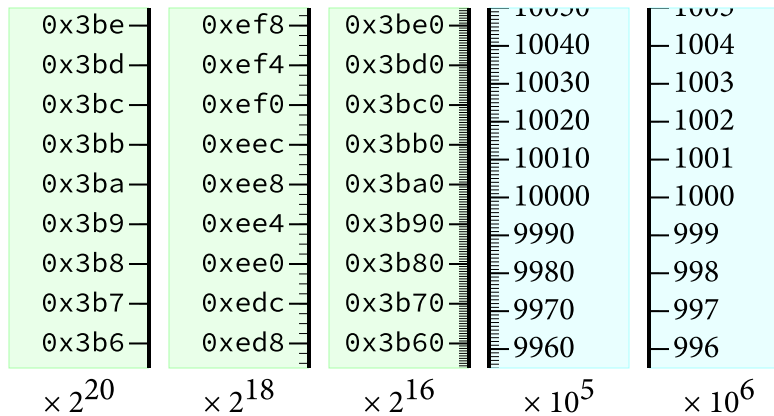 0x3be
0x3bd
0x3bc
0x3bb
0x3ba
0x3b9
0x3b8
0x3b7
0x3b6
× 2^20
0xef8
0xef4
0xef0
0xeec
0xee8
0xee4
0xee0
0xedc
0xed8
× 2^18
0x3be0
0x3bd0
0x3bc0
0x3bb0
0x3ba0
0x3b90
0x3b80
0x3b70
0x3b60
× 2^16
10050
10040
10030
10020
10010
10000
9990
9980
9970
9960
× 10^5
1005
1004
1003
1002
1001
1000
999
998
997
996
× 10^6